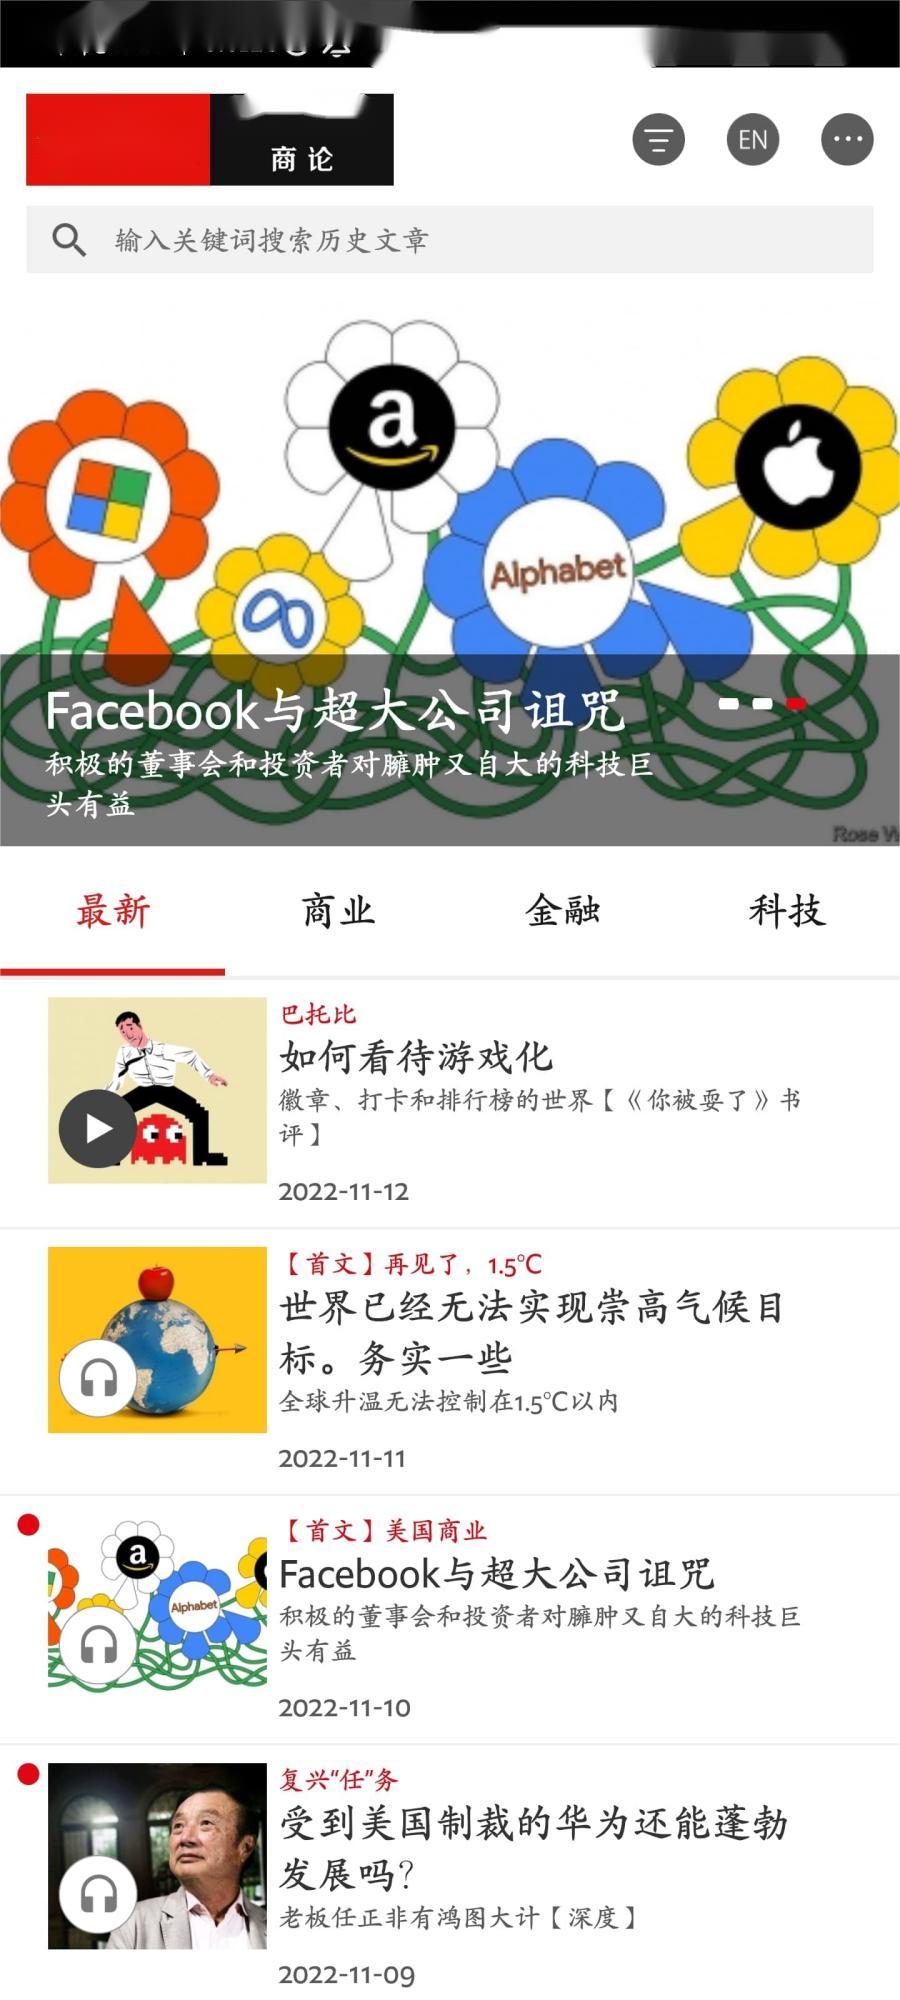 商论
EN
输入关键词搜索历史文章
a
Alphabet
Facebook与超大公司诅咒
积极的董事会和投资者对臃肿又自大的科技巨
头有益
Rose W
最新
商业
金融
科技
巴托比
如何看待游戏化
徽章、打卡和排行榜的世界【《你被耍了》书
评】
2022-11-12
【首文】再见了，1.5℃
世界已经无法实现崇高气候目
标。务实一些
全球升温无法控制在1.5℃以内
2022-11-11
a
Alphabet
【首文】美国商业
Facebook与超大公司诅咒
积极的董事会和投资者对臃肿又自大的科技巨
头有益
2022-11-10
复兴“任”务
受到美国制裁的华为还能蓬勃
发展吗？
老板任正非有鸿图大计【深度】
2022-11-09